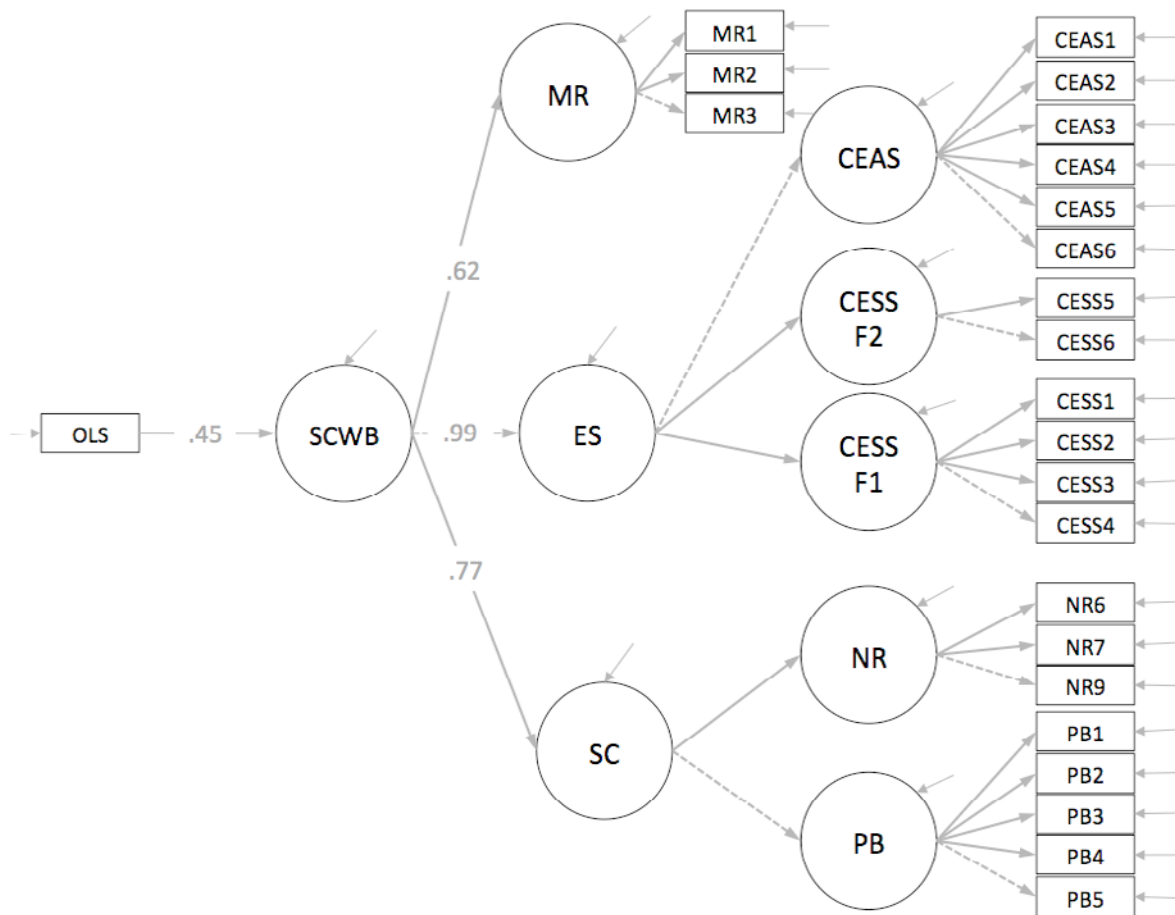 MR
MR1
MR2
MR3
CEAS
CEAS1
CEAS2
CEAS3
CEAS4
CEAS5
CEAS6
.62
CESS
F2
CESS5
CESS6
OLS
.45
SCWB
.99
ES
CESS
F1
CESS1
CESS2
CESS3
CESS4
.77
NR
NR6
NR7
NR9
SC
PB
PB1
PB2
PB3
PB4
PB5